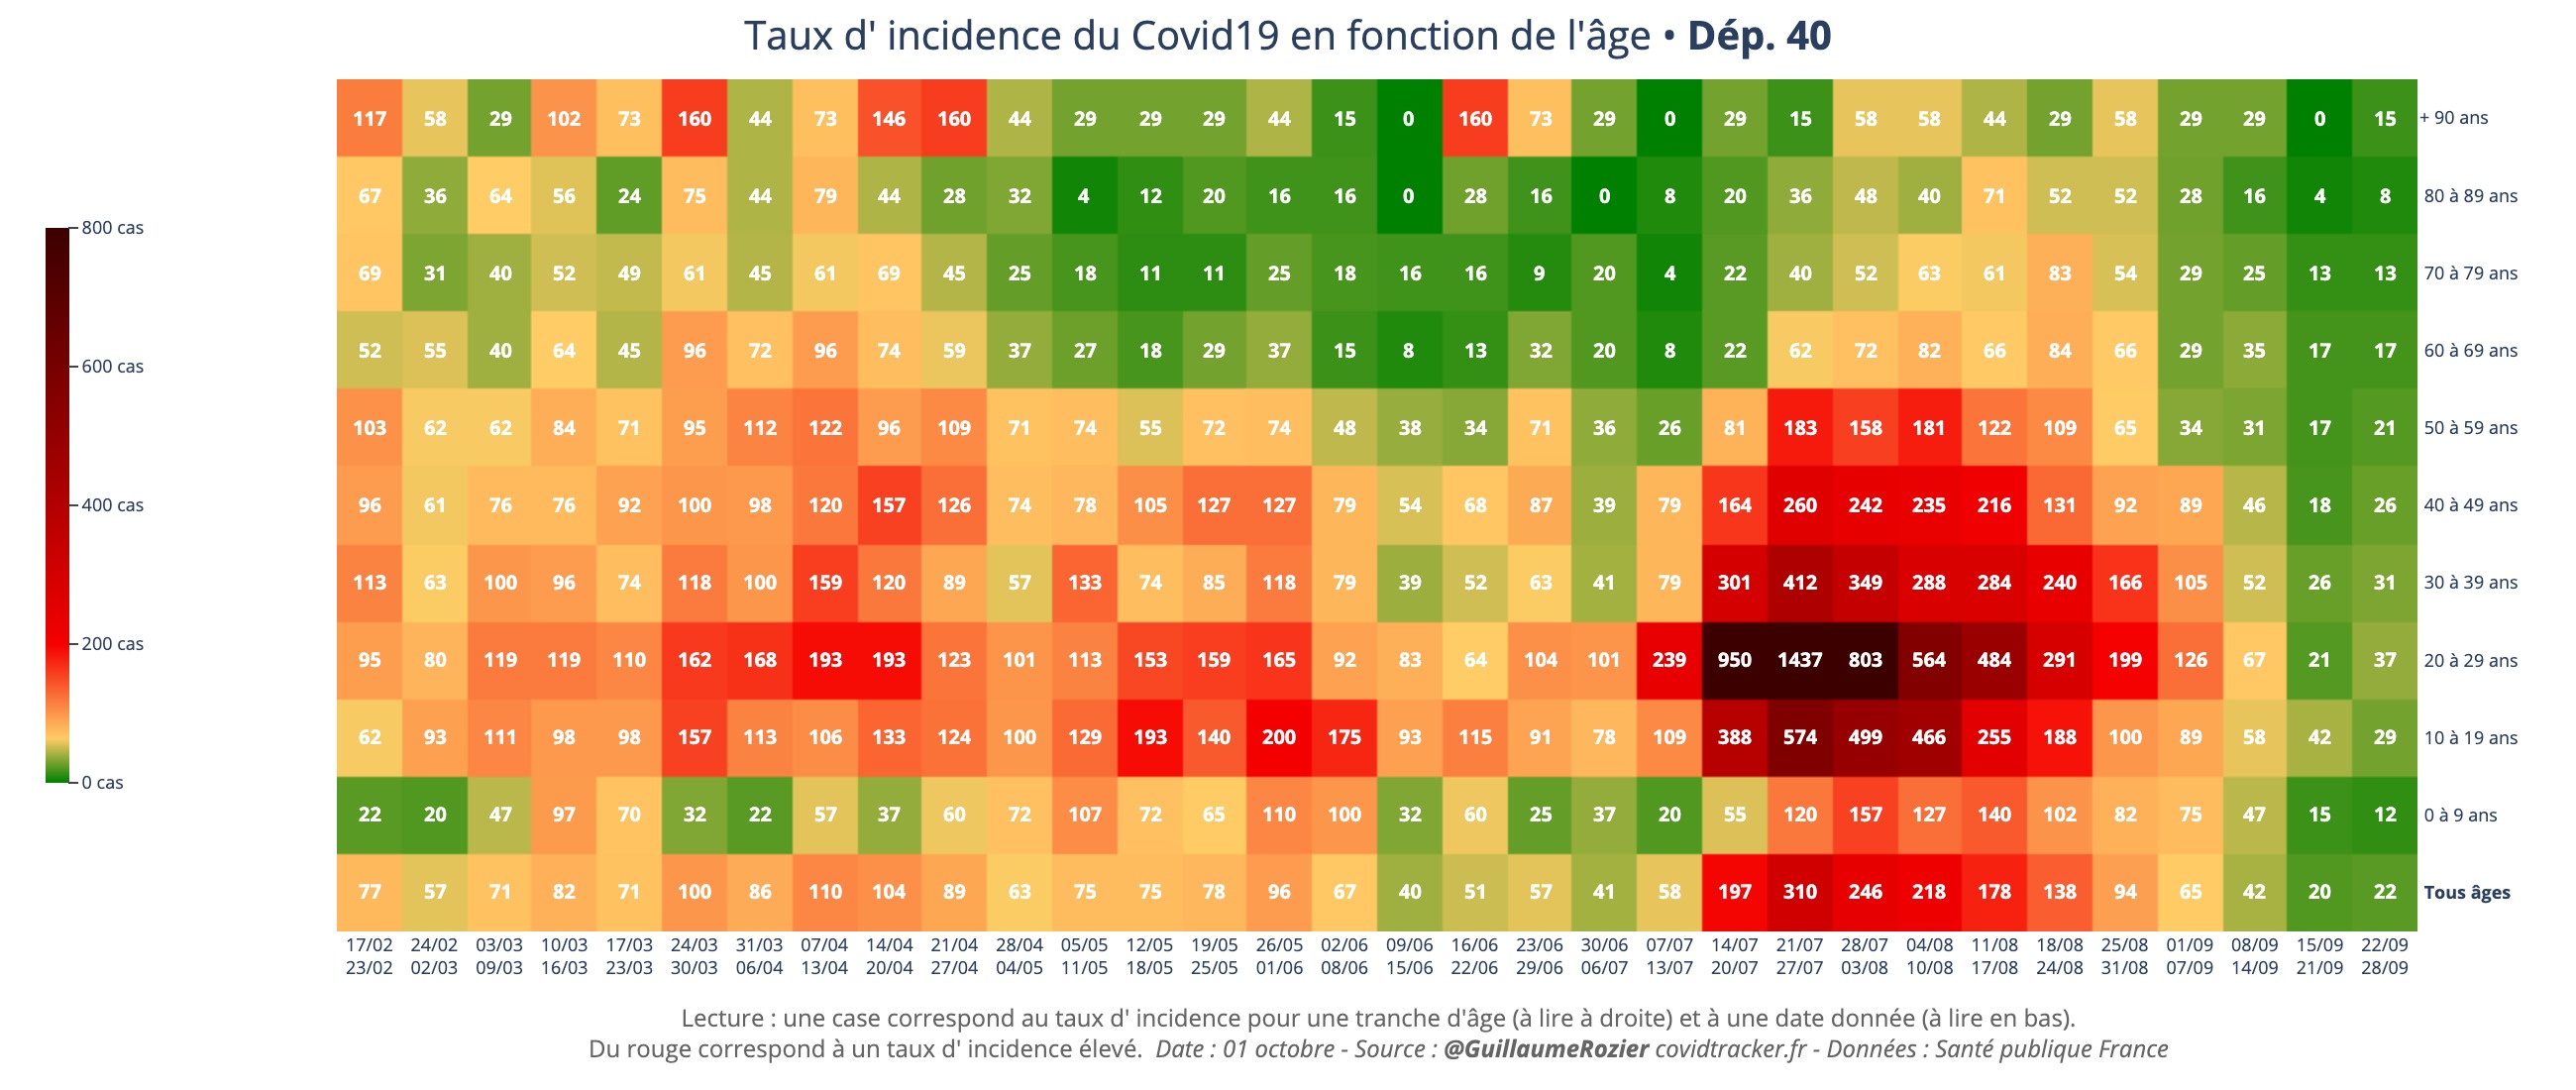 Taux d' incidence du Covid19 en fonction de l'âge • Dép. 40
800 cas
600 cas
400 cas
200 cas
0 cas
117 58 29 102 73 160 44 73 146 160 44 29 29 29 44 15 0 160 73 29 0 29 15 58 58 44 29 58 29 29 0 15 + 90 ans
67 36 64 56 24 75 44 79 44 28 32 4 12 20 16 16 0 28 16 0 8 20 36 48 40 71 52 52 28 16 4 8 80 à 89 ans
69 31 40 52 49 61 45 61 69 45 25 18 11 11 25 18 16 16 9 20 4 22 40 52 63 61 83 54 29 25 13 13 70 à 79 ans
52 55 40 64 45 96 72 96 74 59 37 27 18 29 37 15 8 13 32 20 8 22 62 72 82 66 84 66 29 35 17 17 60 à 69 ans
103 62 62 84 71 95 112 122 96 109 71 74 55 72 74 48 38 34 71 36 26 81 183 158 181 122 109 65 34 31 17 21 50 à 59 ans
96 61 76 76 92 100 98 120 157 126 74 78 105 127 127 79 54 68 87 39 79 164 260 242 235 216 131 92 89 46 18 26 40 à 49 ans
113 63 100 96 74 118 100 159 120 89 57 133 74 85 118 79 39 52 63 41 79 301 412 349 288 284 240 166 105 52 26 31 30 à 39 ans
95 80 119 119 110 162 168 193 193 123 101 113 153 159 165 92 83 64 104 101 239 950 1437 803 564 484 291 199 126 67 21 37 20 à 29 ans
62 93 111 98 98 157 113 106 133 124 100 129 193 140 200 175 93 115 91 78 109 388 574 499 466 255 188 100 89 58 42 29 10 à 19 ans
22 20 47 97 70 32 22 57 37 60 72 107 72 65 110 100 32 60 25 37 20 55 120 157 127 140 102 82 75 47 15 12 0 à 9 ans
77 57 71 82 71 100 86 110 104 89 63 75 75 78 96 67 40 51 57 41 58 197 310 246 218 178 138 94 65 42 20 22 Tous âges
17/02 24/02 03/03 10/03 17/03 24/03 31/03 07/04 14/04 21/04 28/04 05/05 12/05 19/05 26/05 02/06 09/06 16/06 23/06 30/06 07/07 14/07 21/07 28/07 04/08 11/08 18/08 25/08 01/09 08/09 15/09 22/09
23/02 02/03 09/03 16/03 23/03 30/03 06/04 13/04 20/04 27/04 04/05 11/05 18/05 25/05 01/06 08/06 15/06 22/06 29/06 06/07 13/07 20/07 27/07 03/08 10/08 17/08 24/08 31/08 07/09 14/09 21/09 28/09
Lecture : une case correspond au taux d' incidence pour une tranche d'âge (à lire à droite) et à une date donnée (à lire en bas).
Du rouge correspond à un taux d' incidence élevé. Date : 01 octobre - Source : @GuillaumeRozier covidtracker.fr - Données : Santé publique France